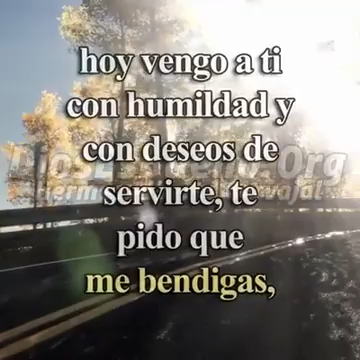 hoy vengo a ti
con humildad y
con deseos de
servirte, te
pido que
me bendigas,